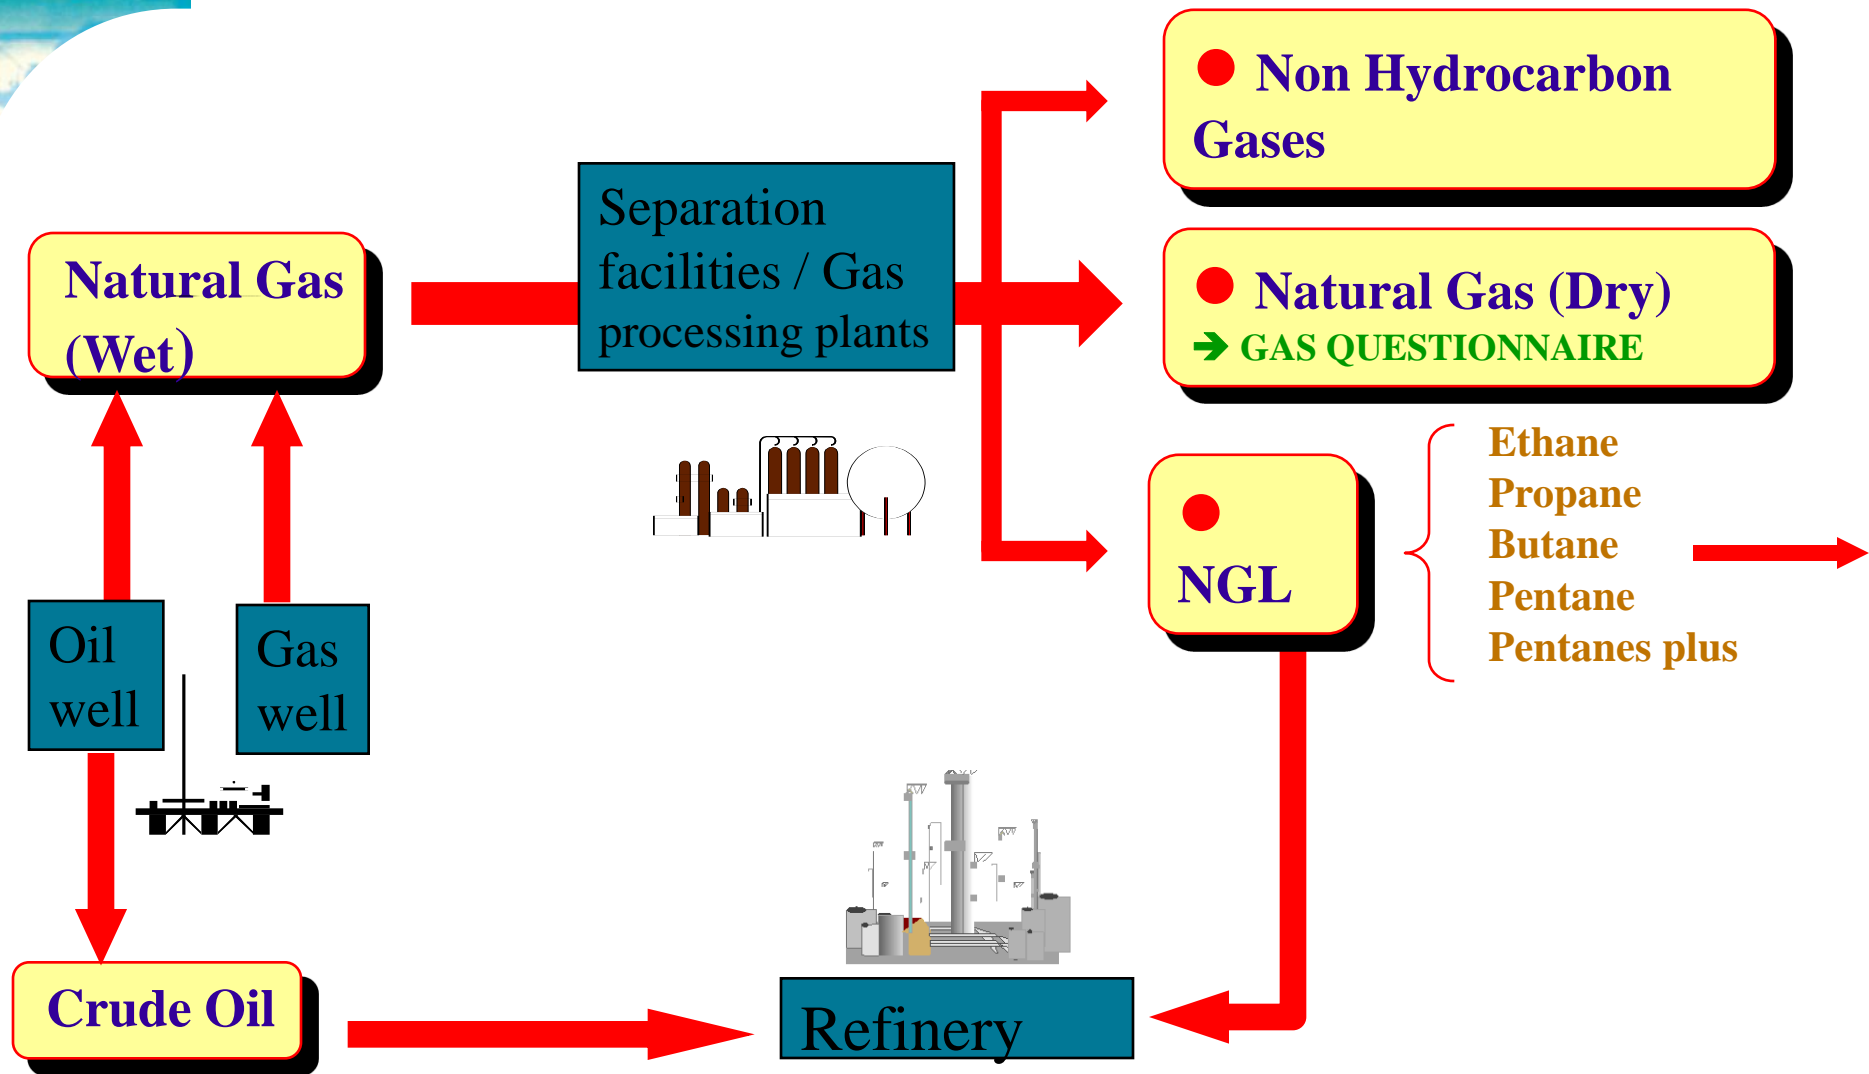 ● Non Hydrocarbon
Gases
Separation
facilities / Gas
processing plants
Natural Gas
(Wet)
● Natural Gas (Dry)
➔ GAS QUESTIONNAIRE
●
NGL
Ethane
Propane
Butane
Pentane
Pentanes plus
Oil
well
Gas
well
Crude Oil
Refinery